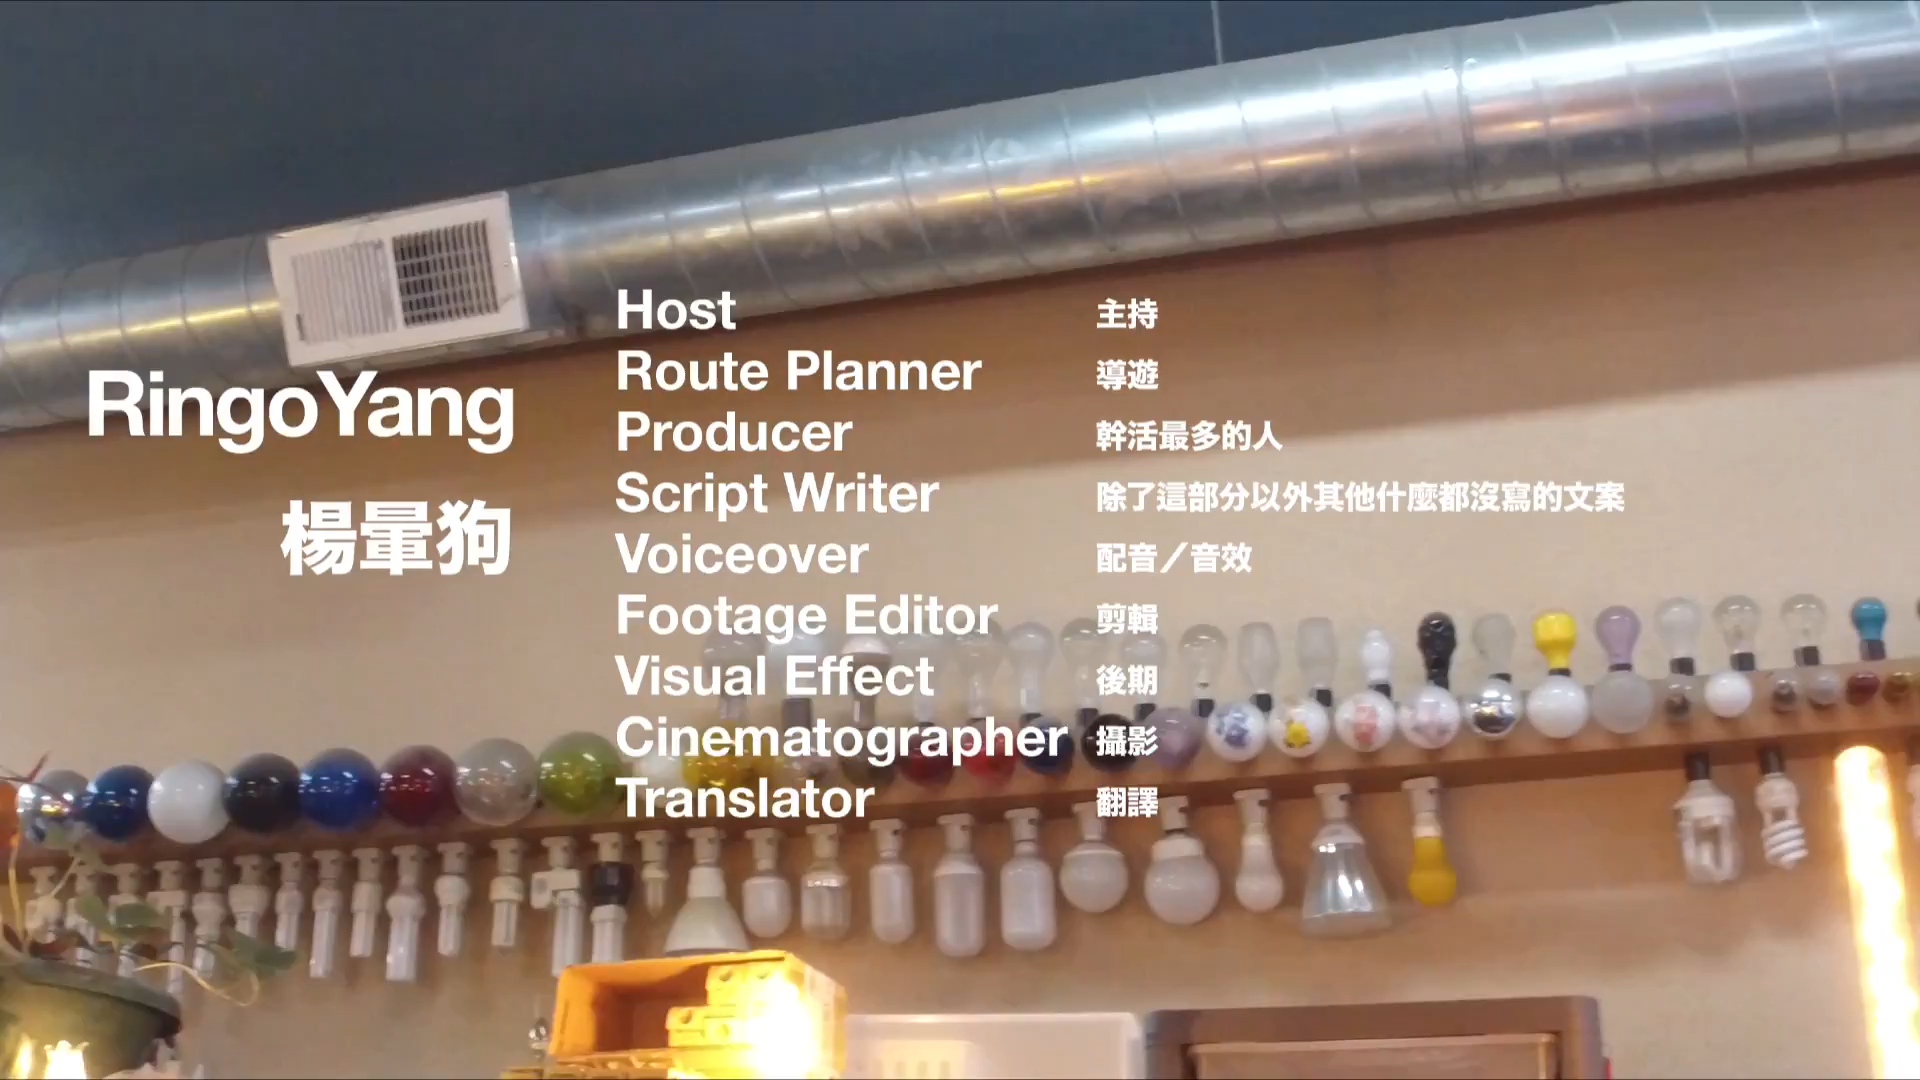 RingoYang
楊暈狗
Host 主持
Route Planner 導遊
Producer 幹活最多的人
Script Writer 除了這部分以外其他什麼都沒寫的文案
Voiceover 配音／音效
Footage Editor 剪輯
Visual Effect 後期
Cinematographer 攝影
Translator 翻譯